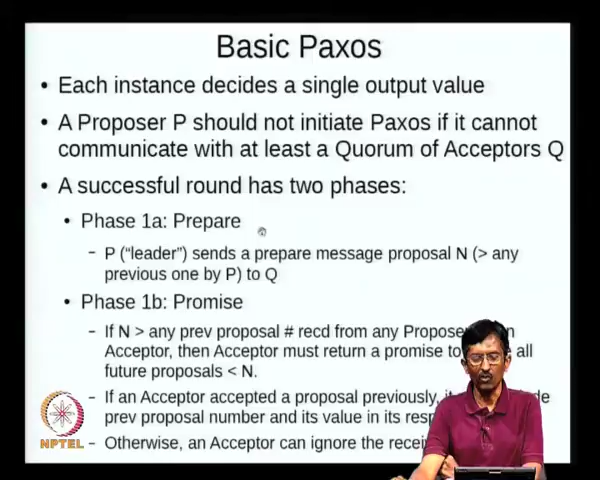 Basic Paxos
• Each instance decides a single output value
• A Proposer P should not initiate Paxos if it cannot
communicate with at least a Quorum of Acceptors Q
• A successful round has two phases:
• Phase 1a: Prepare
– P ("leader") sends a prepare message proposal N (> any
previous one by P) to Q
• Phase 1b: Promise
– If N > any prev proposal # recd from any Propose
Acceptor, then Acceptor must return a promise to all
future proposals < N.
– If an Acceptor accepted a proposal previously,
prev proposal number and its value in its
– Otherwise, an Acceptor can ignore the
NPTEL